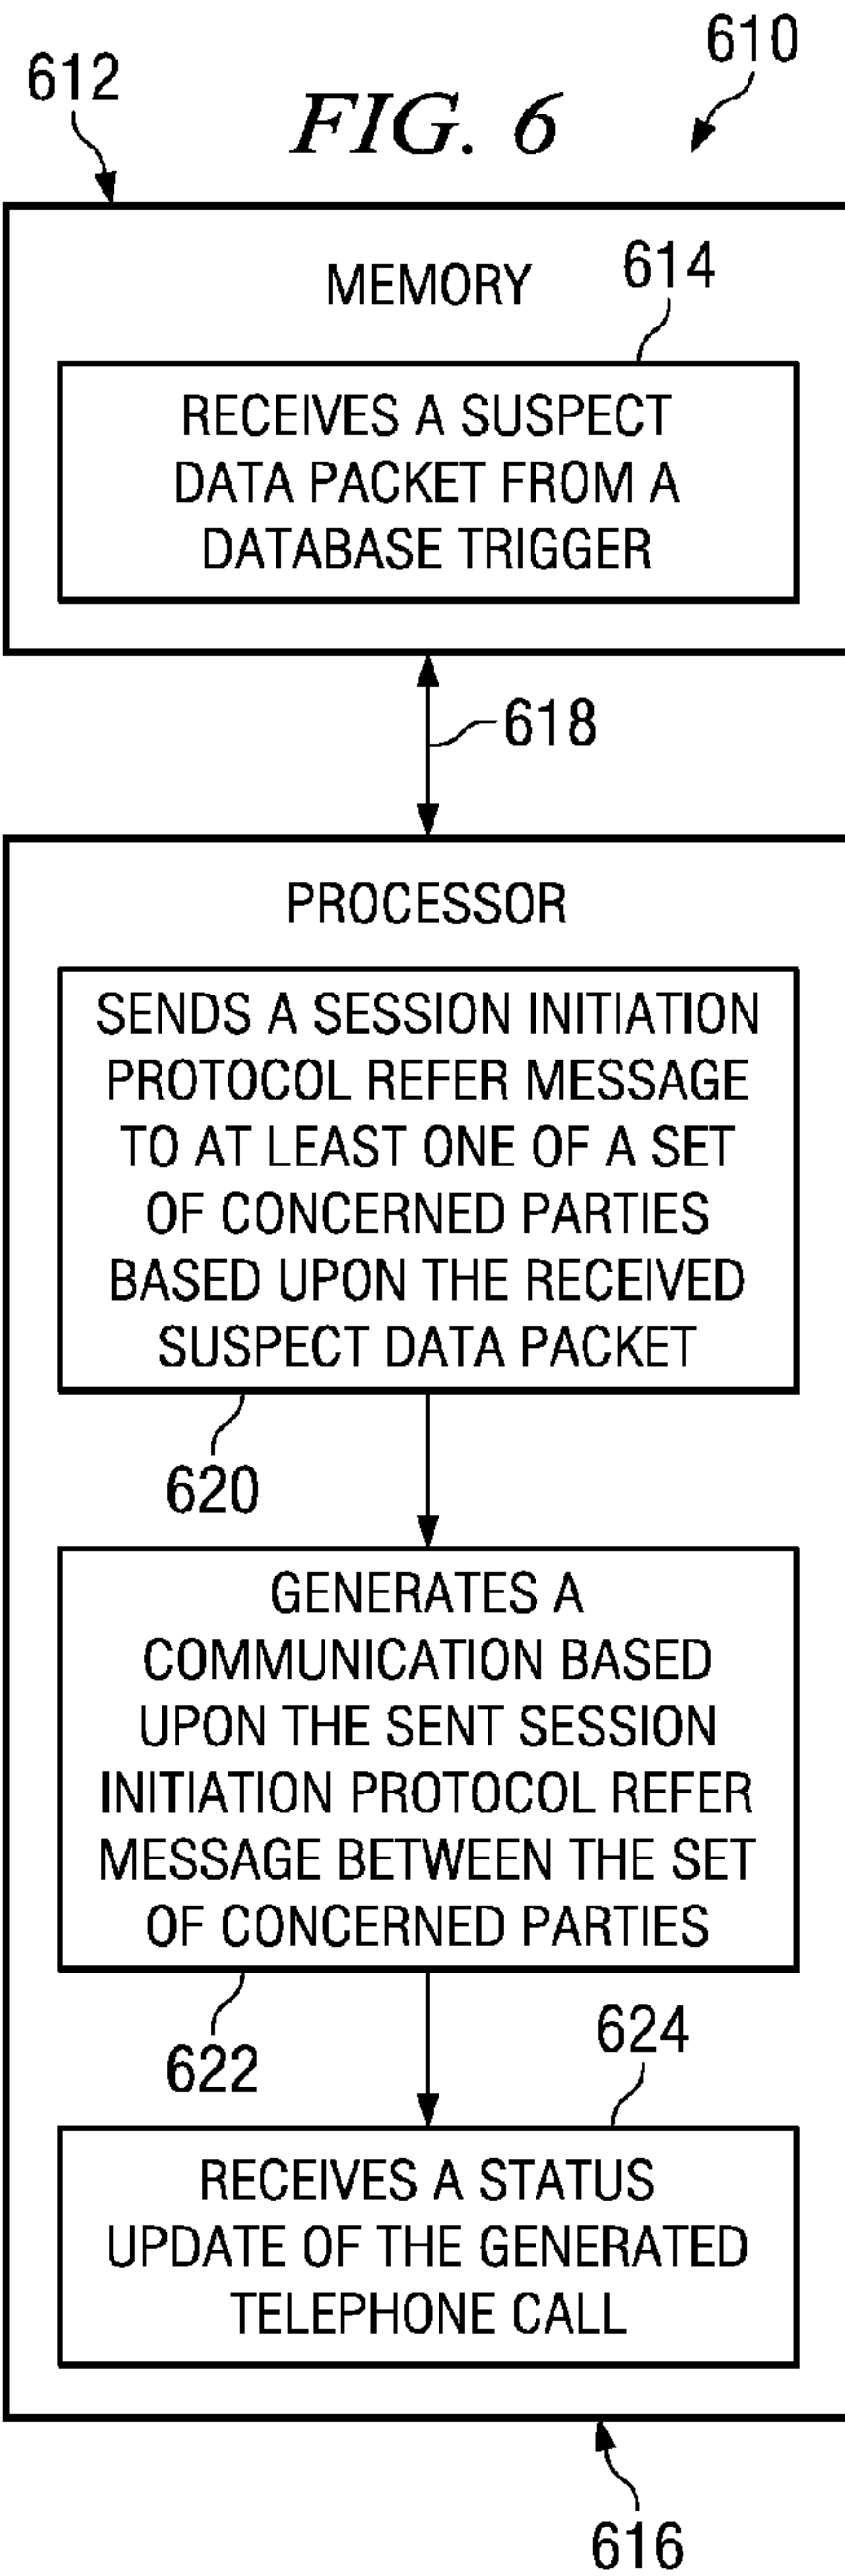 610
612
FIG. 6
MEMORY
614
RECEIVES A SUSPECT
DATA PACKET FROM A
DATABASE TRIGGER
618
PROCESSOR
SENDS A SESSION INITIATION
PROTOCOL REFER MESSAGE
TO AT LEAST ONE OF A SET
OF CONCERNED PARTIES
BASED UPON THE RECEIVED
SUSPECT DATA PACKET
620
GENERATES A
COMMUNICATION BASED
UPON THE SENT SESSION
INITIATION PROTOCOL REFER
MESSAGE BETWEEN THE SET
OF CONCERNED PARTIES
622
624
RECEIVES A STATUS
UPDATE OF THE GENERATED
TELEPHONE CALL
616